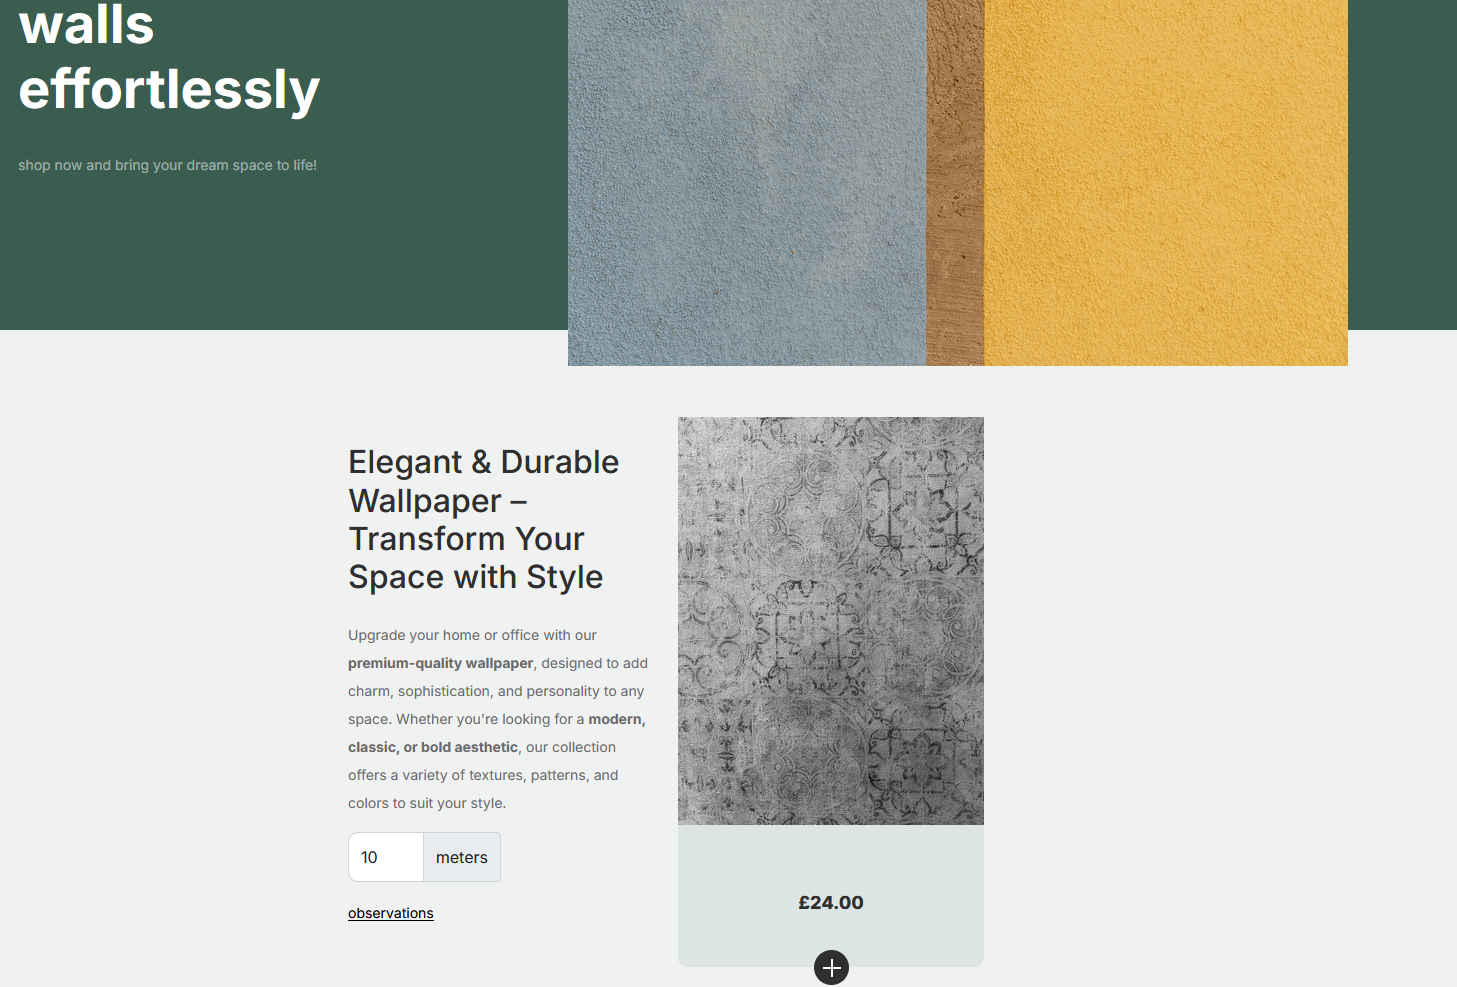 walls
effortlessly
shop now and bring your dream space to life!
Elegant & Durable
Wallpaper –
Transform Your
Space with Style
Upgrade your home or office with our
premium-quality wallpaper, designed to add
charm, sophistication, and personality to any
space. Whether you're looking for a modern,
classic, or bold aesthetic, our collection
offers a variety of textures, patterns, and
colors to suit your style.
10 meters
observations
£24.00